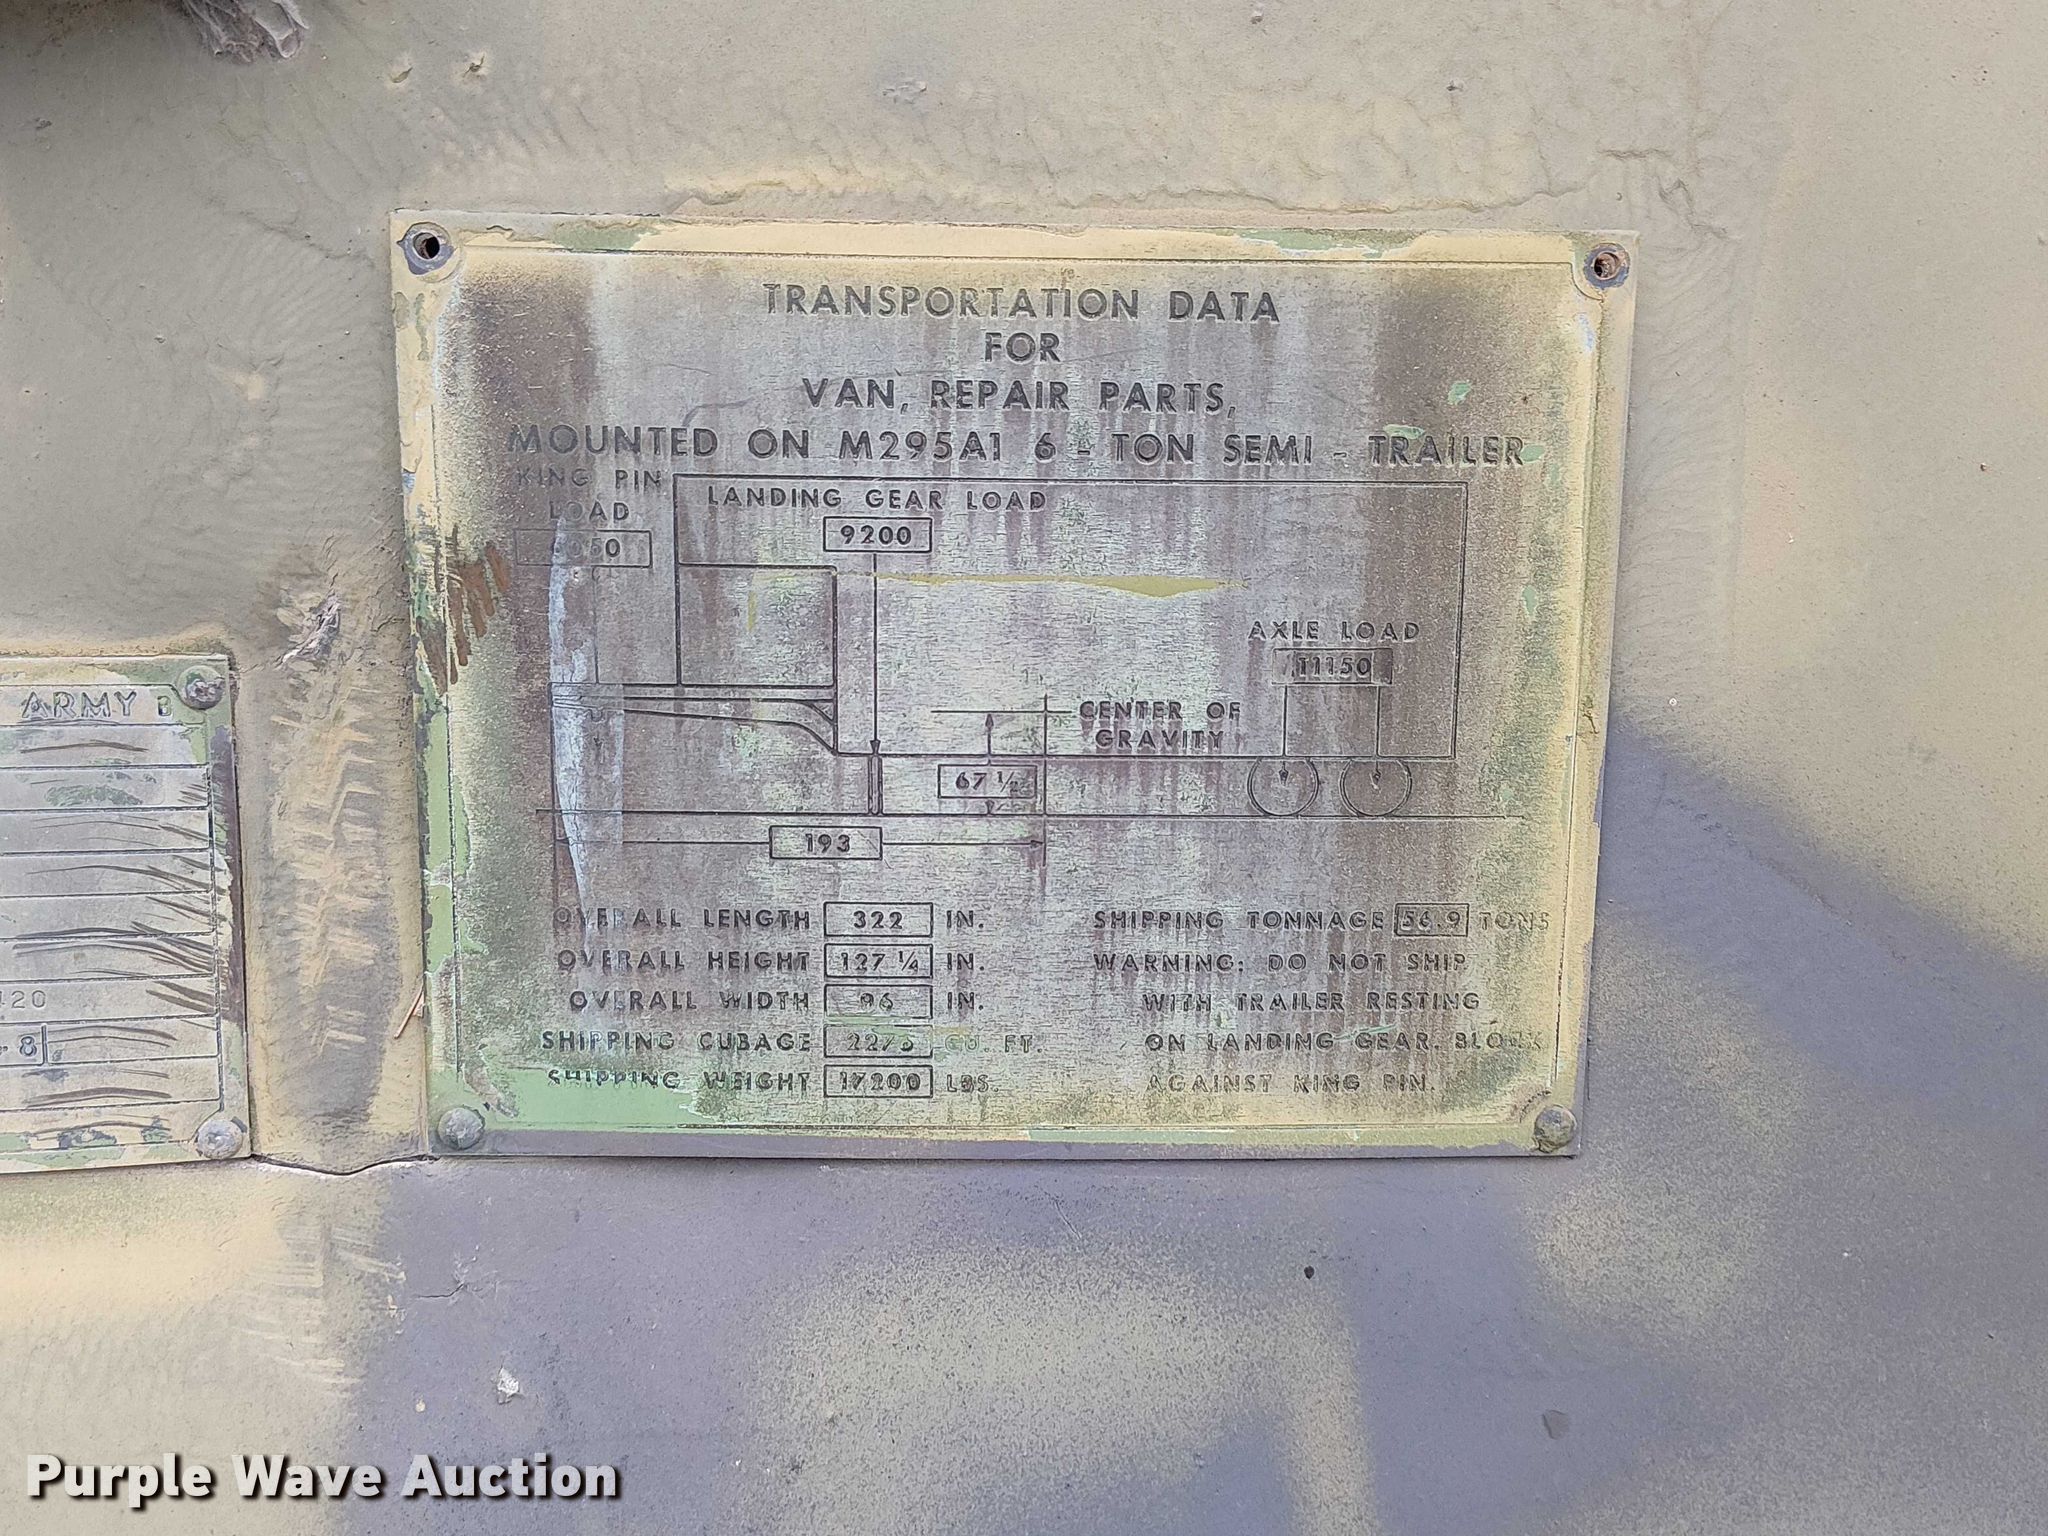 TRANSPORTATION DATA
FOR
VAN, REPAIR PARTS,
MOUNTED ON M295A1 6 - TON SEMI - TRAILER
KING PIN
LOAD
LANDING GEAR LOAD
9200
AXLE LOAD
11150
CENTER OF
GRAVITY
67 1/2
193
OVERALL LENGTH 322 IN.
OVERALL HEIGHT 127 1/4 IN.
OVERALL WIDTH 96 IN.
SHIPPING CUBAGE 2275 CU. FT.
SHIPPING WEIGHT 17200 LBS.
SHIPPING TONNAGE 56.9 TONS
WARNING: DO NOT SHIP
WITH TRAILER RESTING
ON LANDING GEAR. BLOCK
AGAINST KING PIN.
ARMY
Purple Wave Auction